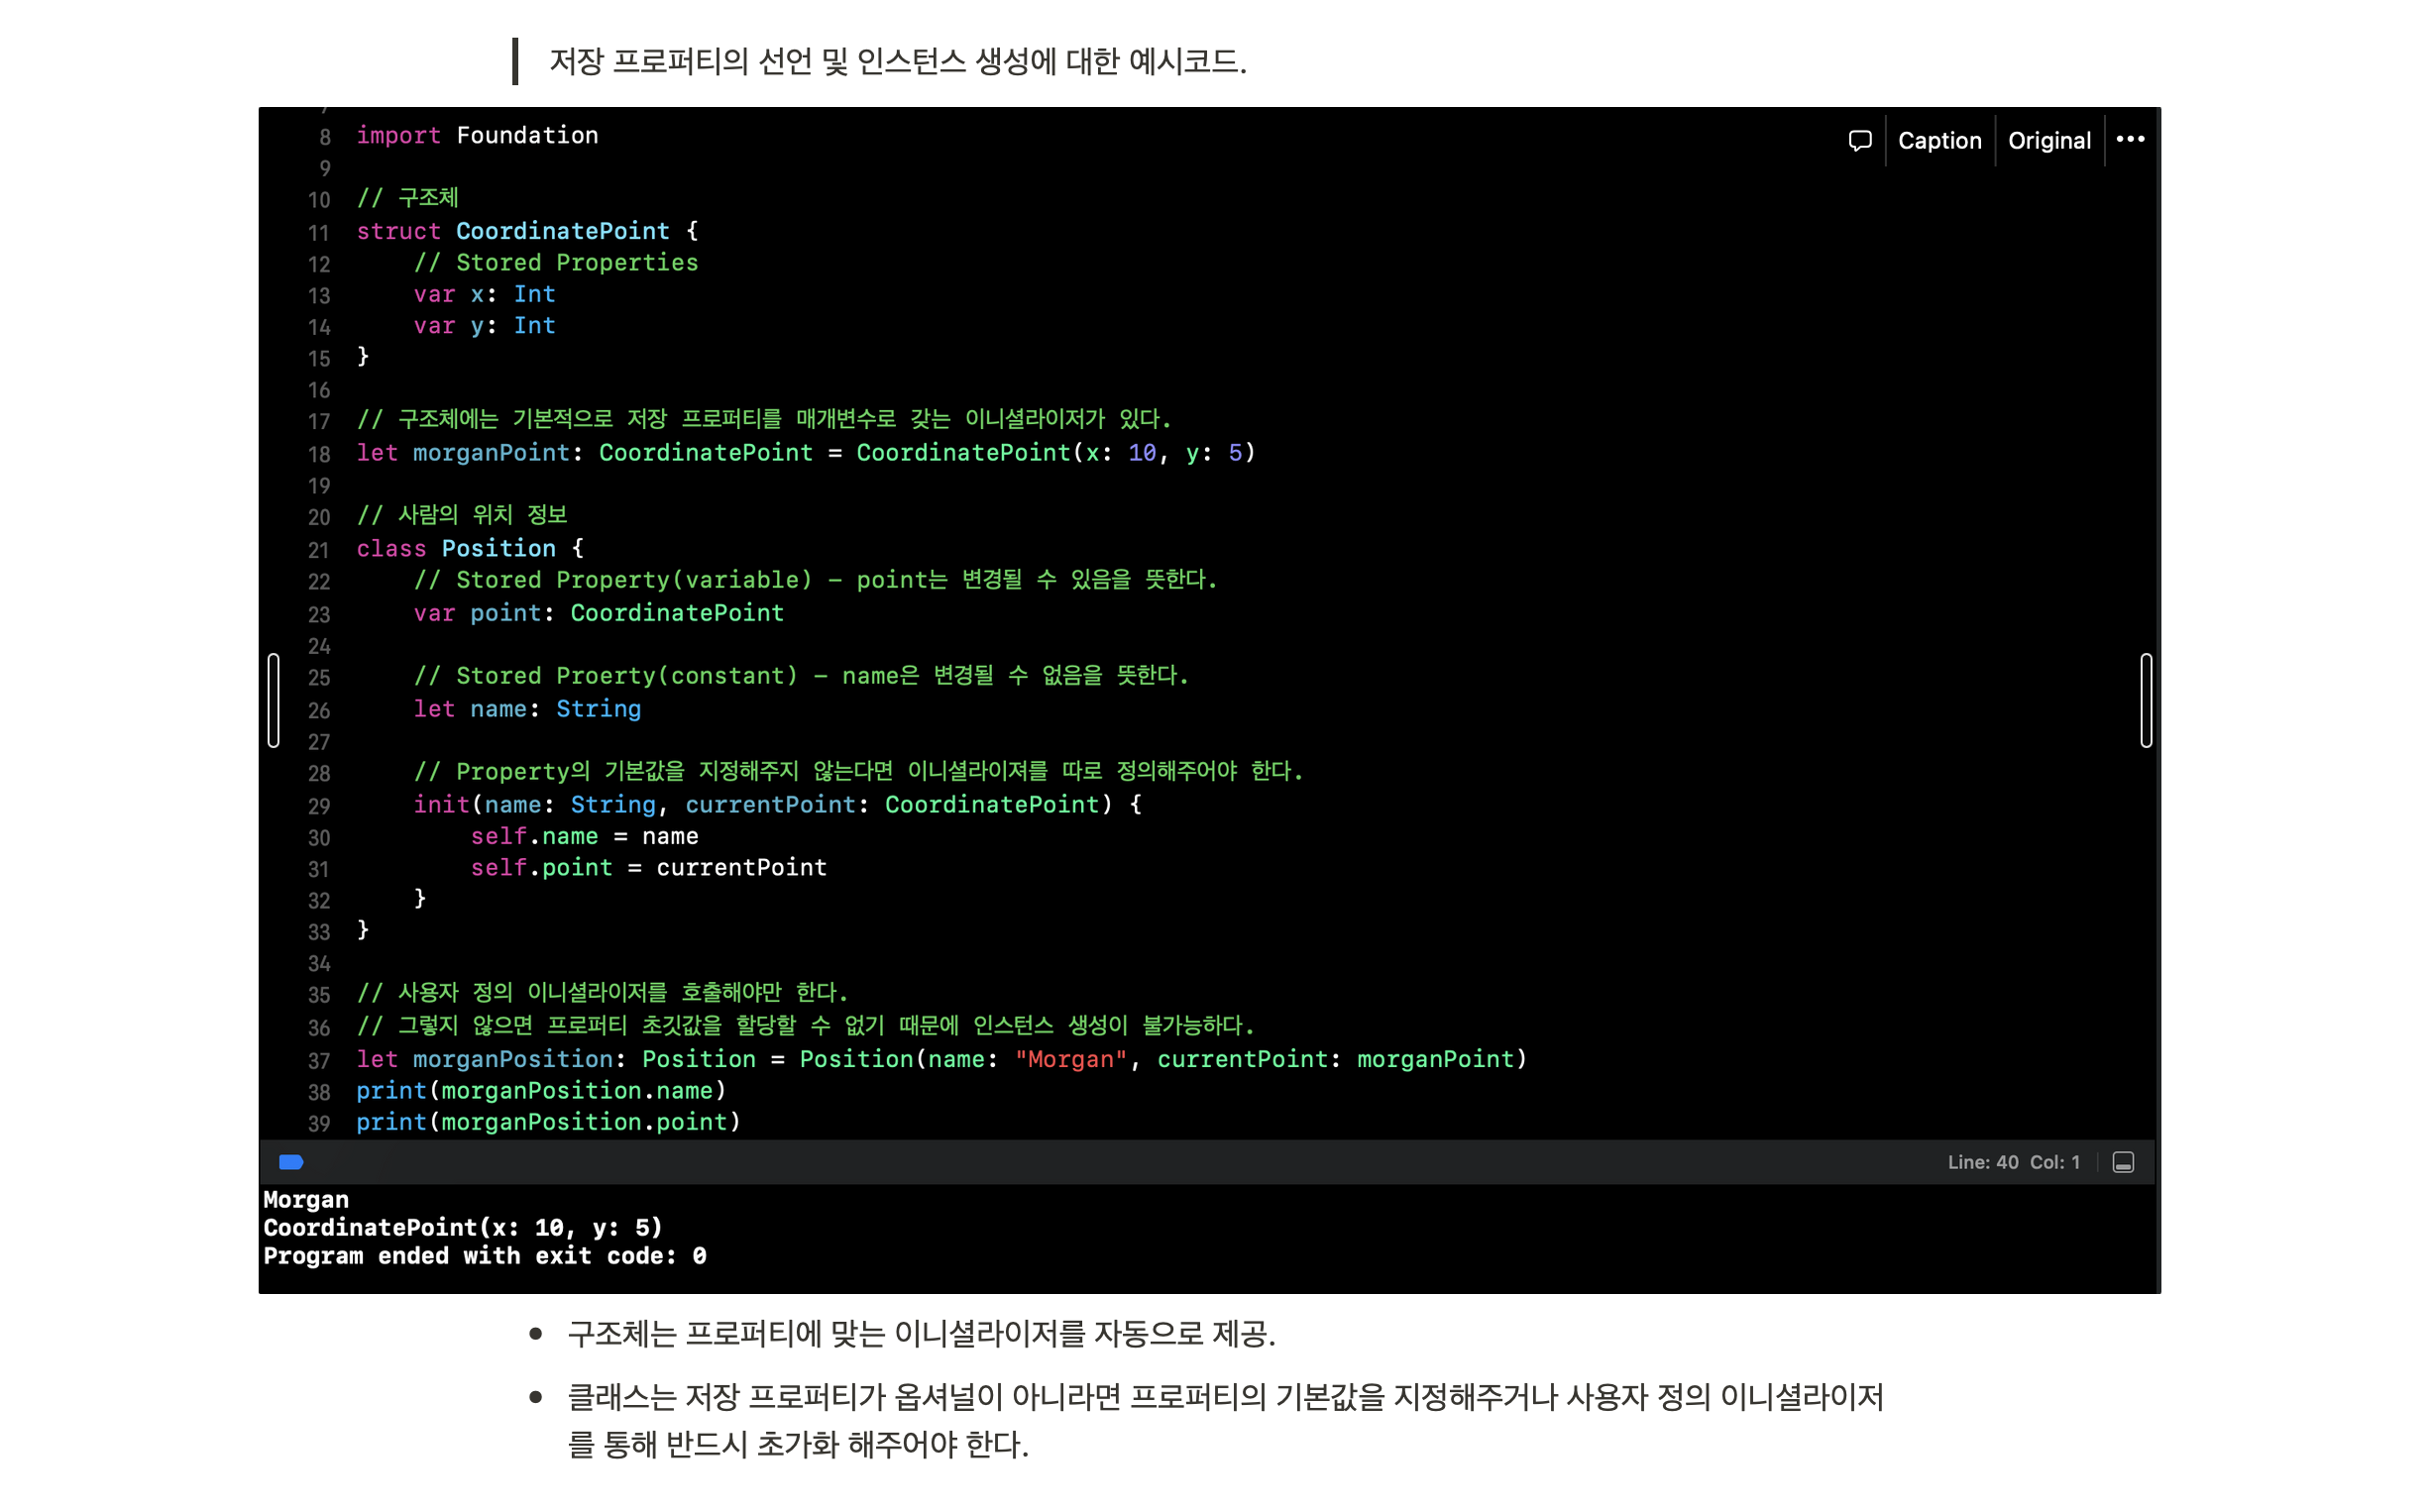 저장 프로퍼티의 선언 및 인스턴스 생성에 대한 예시코드.
Caption Original •••
7
8 import Foundation
9
10 // 구조체
11 struct CoordinatePoint {
12     // Stored Properties
13     var x: Int
14     var y: Int
15 }
16
17 // 구조체에는 기본적으로 저장 프로퍼티를 매개변수로 갖는 이니셜라이저가 있다.
18 let morganPoint: CoordinatePoint = CoordinatePoint(x: 10, y: 5)
19
20 // 사람의 위치 정보
21 class Position {
22     // Stored Property(variable) – point는 변경될 수 있음을 뜻한다.
23     var point: CoordinatePoint
24
25     // Stored Proerty(constant) – name은 변경될 수 없음을 뜻한다.
26     let name: String
27
28     // Property의 기본값을 지정해주지 않는다면 이니셜라이져를 따로 정의해주어야 한다.
29     init(name: String, currentPoint: CoordinatePoint) {
30         self.name = name
31         self.point = currentPoint
32     }
33 }
34
35 // 사용자 정의 이니셜라이저를 호출해야만 한다.
36 // 그렇지 않으면 프로퍼티 초깃값을 할당할 수 없기 때문에 인스턴스 생성이 불가능하다.
37 let morganPosition: Position = Position(name: "Morgan", currentPoint: morganPoint)
38 print(morganPosition.name)
39 print(morganPosition.point)
Line: 40 Col: 1
Morgan
CoordinatePoint(x: 10, y: 5)
Program ended with exit code: 0
• 구조체는 프로퍼티에 맞는 이니셜라이저를 자동으로 제공.
• 클래스는 저장 프로퍼티가 옵셔널이 아니라면 프로퍼티의 기본값을 지정해주거나 사용자 정의 이니셜라이저
를 통해 반드시 초가화 해주어야 한다.